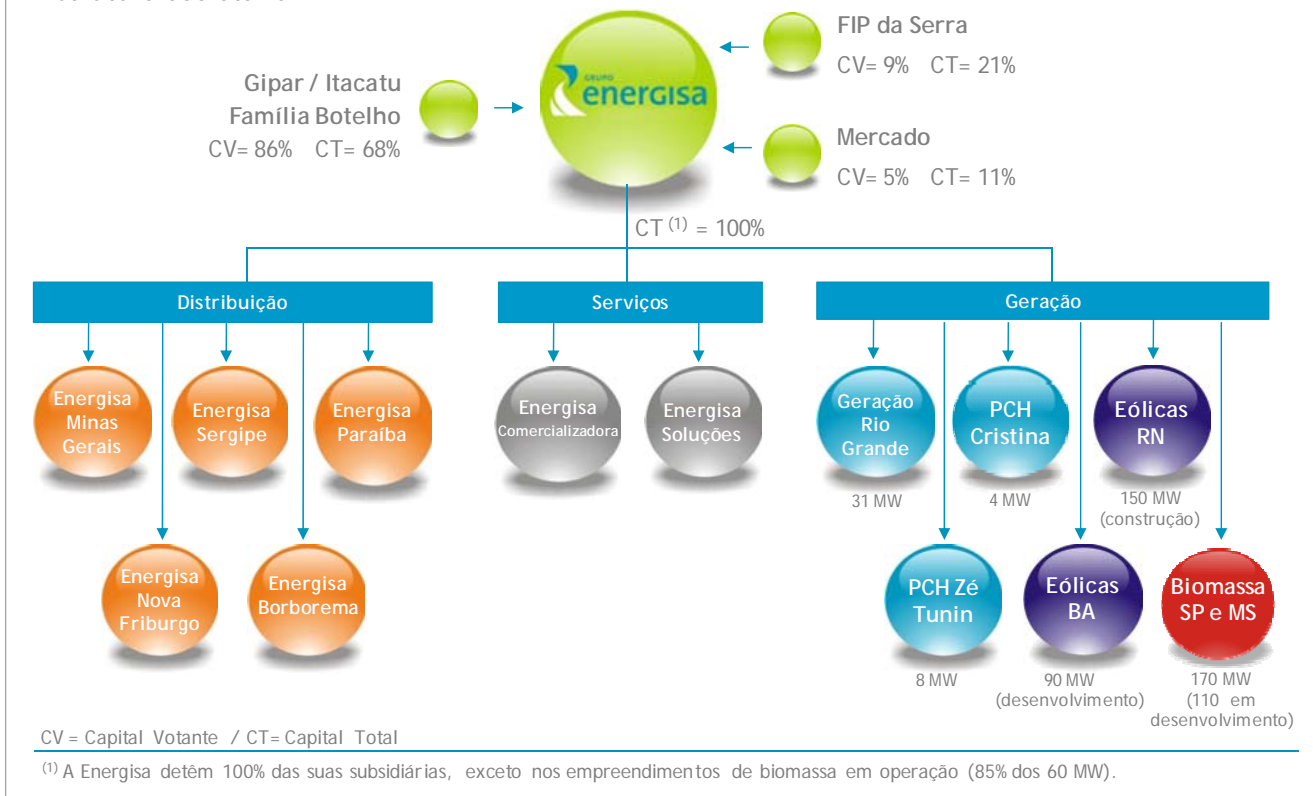 FIP da Serra
CV= 9% CT= 21%
Gipar / Itacatu
Família Botelho
CV= 86% CT= 68%
GRUPO
energisa
Mercado
CV= 5% CT= 11%
CT (1) = 100%
Distribuição
Serviços
Geração
Energisa
Minas
Gerais
Energisa
Sergipe
Energisa
Paraíba
Energisa
Comercializadora
Energisa
Soluções
Geração
Rio
Grande
31 MW
PCH
Cristina
4 MW
Eólicas
RN
150 MW
(construção)
Energisa
Nova
Friburgo
Energisa
Borborema
PCH Zé
Tunin
8 MW
Eólicas
BA
90 MW
(desenvolvimento)
Biomassa
SP e MS
170 MW
(110 em
desenvolvimento)
CV = Capital Votante / CT= Capital Total
(1) A Energisa detêm 100% das suas subsidiárias, exceto nos empreendimentos de biomassa em operação (85% dos 60 MW).